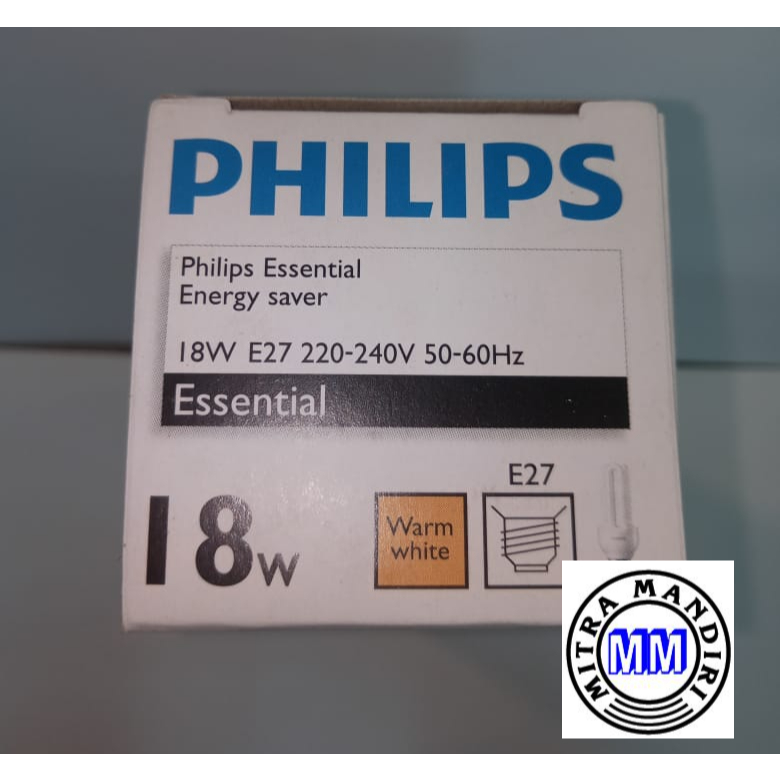 PHILIPS
Philips Essential
Energy saver
18W E27 220-240V 50-60Hz
Essential
18W
Warm
white
E27
MITRA MANDIRI
MM